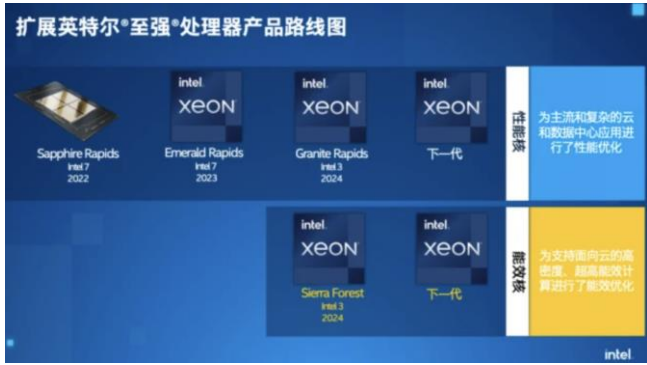 扩展英特尔®至强®处理器产品路线图
Sapphire Rapids
Intel 7
2022
intel
XEON
Emerald Rapids
Intel 7
2023
intel
XEON
Granite Rapids
Intel 3
2024
intel
XEON
下一代
性能核
为主流和复杂的云
和数据中心应用进
行了性能优化
intel.
XEON
Sierra Forest
Intel 3
2024
intel.
XEON
下一代
能效核
为支持面向云的高
密度、超高能效计
算进行了能效优化
intel.